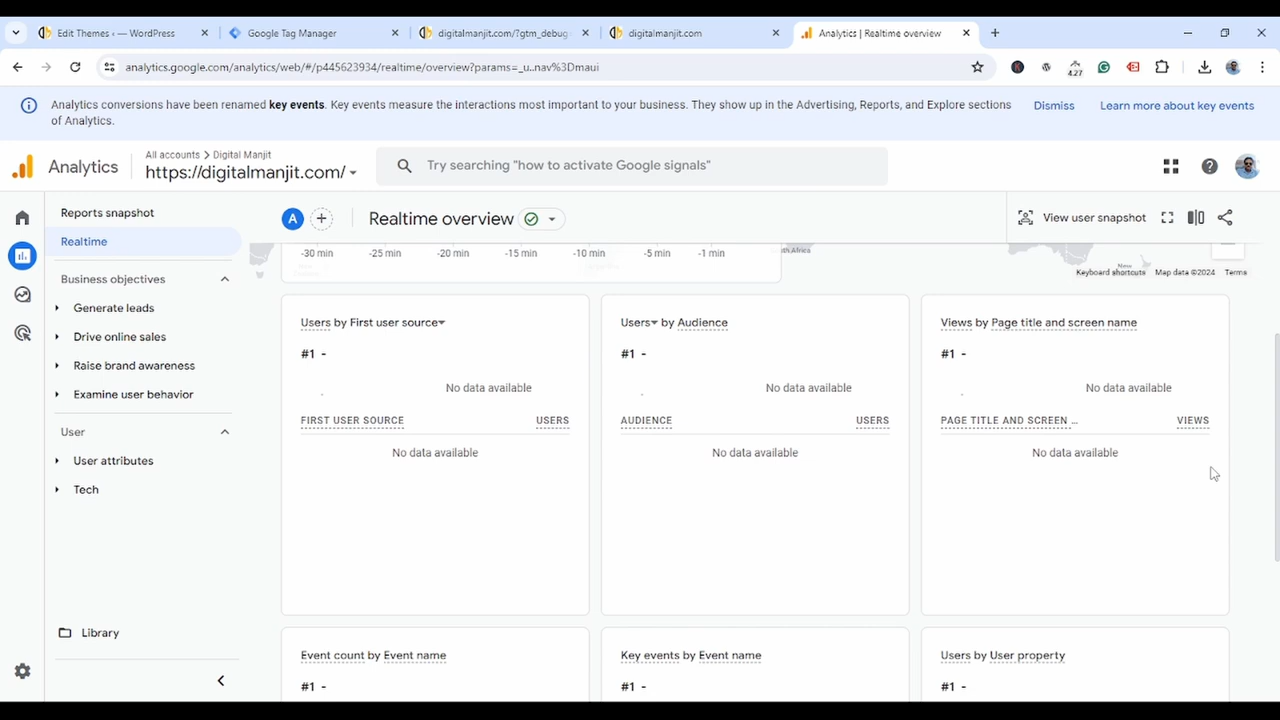 Edit Themes ‹ — WordPress
Google Tag Manager
digitalmanjit.com/?gtm_debug
digitalmanjit.com
Analytics | Realtime overview
analytics.google.com/analytics/web/#/p445623934/realtime/overview?params=_u..nav%3Dmaui
4.27
Analytics conversions have been renamed key events. Key events measure the interactions most important to your business. They show up in the Advertising, Reports, and Explore sections
of Analytics.
Dismiss
Learn more about key events
Analytics
All accounts > Digital Manjit
https://digitalmanjit.com/
Try searching "how to activate Google signals"
Reports snapshot
Realtime
Business objectives
Generate leads
Drive online sales
Raise brand awareness
Examine user behavior
User
User attributes
Tech
Library
A
Realtime overview
View user snapshot
-30 min -25 min -20 min -15 min -10 min -5 min -1 min
Keyboard shortcuts Map data ©2024 Terms
Users by First user source
#1 -
No data available
FIRST USER SOURCE USERS
No data available
Users by Audience
#1 -
No data available
AUDIENCE USERS
No data available
Views by Page title and screen name
#1 -
No data available
PAGE TITLE AND SCREEN … VIEWS
No data available
Event count by Event name
#1 -
Key events by Event name
#1 -
Users by User property
#1 -